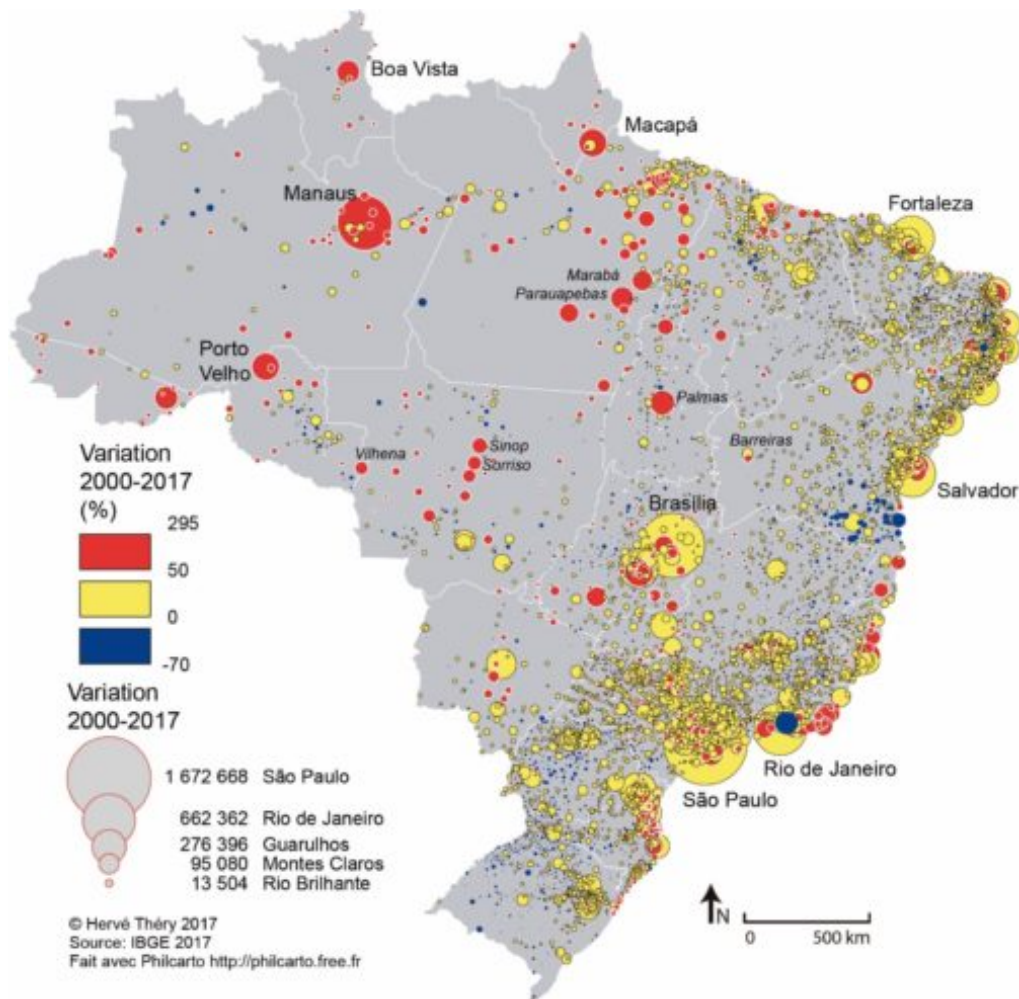 Boa Vista
Macapá
Manaus
Fortaleza
Marabá
Parauapebas
Porto
Velho
Palmas
Sinop
Barreiras
Vilhena
Sorriso
Salvador
Brasília
Variation
2000-2017
(%)
295
50
0
-70
Variation
2000-2017
1 672 668 São Paulo
662 362 Rio de Janeiro
276 396 Guarulhos
95 080 Montes Claros
13 504 Rio Brilhante
Rio de Janeiro
São Paulo
N
0 500 km
© Hervé Théry 2017
Source: IBGE 2017
Fait avec Philcarto http://philcarto.free.fr